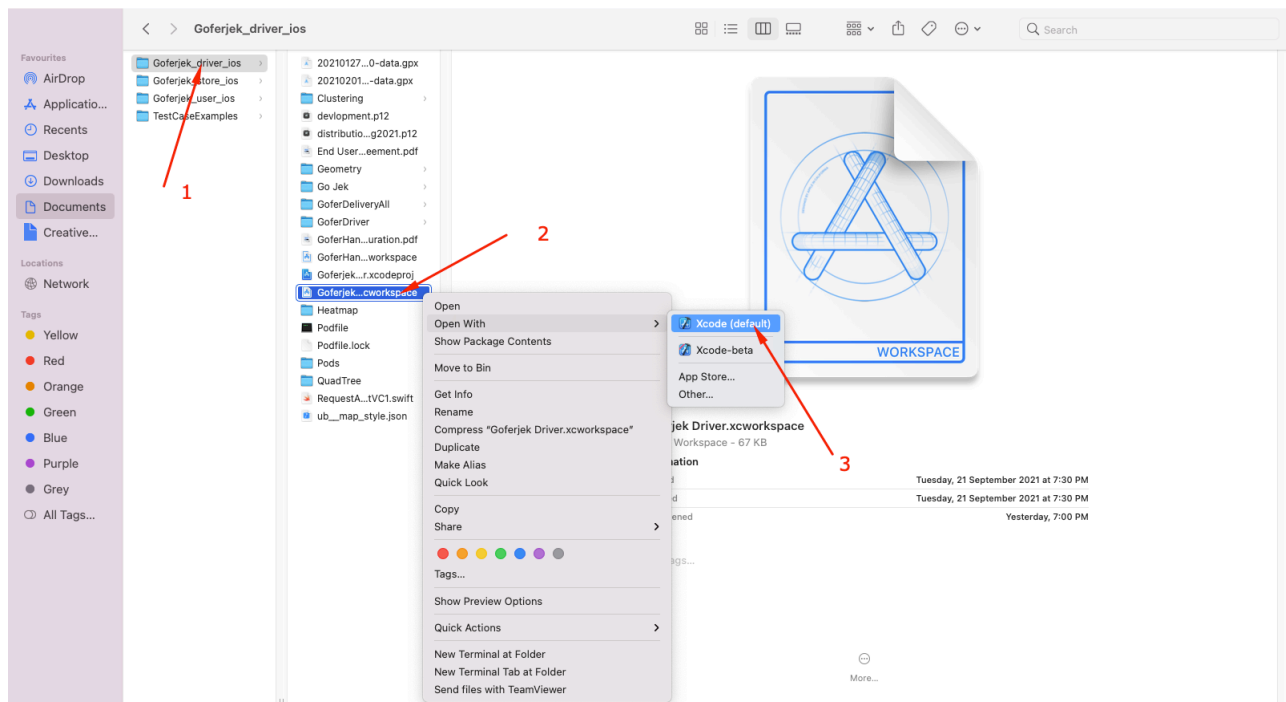 Goferjek_driver_ios
Search
Favourites
AirDrop
Applicatio...
Recents
Desktop
Downloads
Documents
Creative...
Locations
Network
Tags
Yellow
Red
Orange
Green
Blue
Purple
Grey
All Tags...
Goferjek_driver_ios
Goferjek_store_ios
Goferjek_user_ios
TestCaseExamples
1
20210127...0-data.gpx
20210201...-data.gpx
Clustering
devlopment.p12
distributio...g2021.p12
End User...eement.pdf
Geometry
Go Jek
GoferDeliveryAll
GoferDriver
GoferHan...uration.pdf
GoferHan...workspace
Goferjek...r.xcodeproj
Goferjek...cworkspace
Heatmap
Podfile
Podfile.lock
Pods
QuadTree
RequestA...tVC1.swift
ub__map_style.json
2
Open
Open With
Show Package Contents
Move to Bin
Get Info
Rename
Compress “Goferjek Driver.xcworkspace”
Duplicate
Make Alias
Quick Look
Copy
Share
Tags...
Show Preview Options
Quick Actions
New Terminal at Folder
New Terminal Tab at Folder
Send files with TeamViewer
Xcode (default)
Xcode-beta
App Store...
Other...
3
WORKSPACE
jek Driver.xcworkspace
Workspace - 67 KB
nation
d Tuesday, 21 September 2021 at 7:30 PM
d Tuesday, 21 September 2021 at 7:30 PM
ened Yesterday, 7:00 PM
ags...
More...